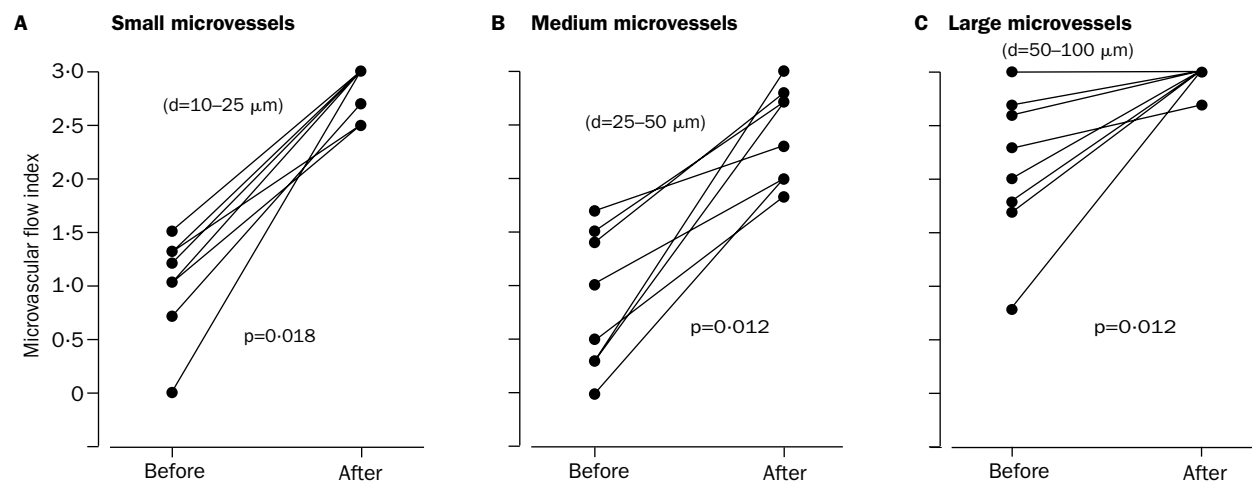 A Small microvessels
(d=10–25 μm)
Microvascular flow index
3·0
2·5
2·0
1·5
1·0
0·5
0
p=0·018
Before After
B Medium microvessels
(d=25–50 μm)
p=0·012
Before After
C Large microvessels
(d=50–100 μm)
p=0·012
Before After